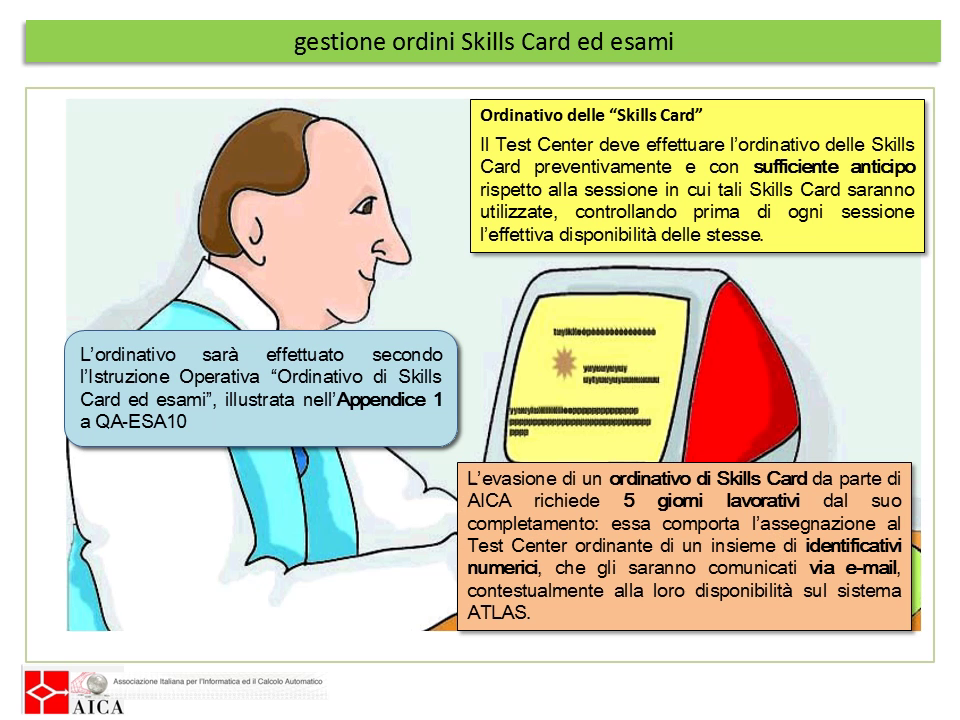 gestione ordini Skills Card ed esami
Ordinativo delle “Skills Card”
Il Test Center deve effettuare l’ordinativo delle Skills
Card preventivamente e con sufficiente anticipo
rispetto alla sessione in cui tali Skills Card saranno
utilizzate, controllando prima di ogni sessione
l’effettiva disponibilità delle stesse.
L’ordinativo sarà effettuato secondo
l’Istruzione Operativa “Ordinativo di Skills
Card ed esami”, illustrata nell’Appendice 1
a QA-ESA10
L’evasione di un ordinativo di Skills Card da parte di
AICA richiede 5 giorni lavorativi dal suo
completamento: essa comporta l’assegnazione al
Test Center ordinante di un insieme di identificativi
numerici, che gli saranno comunicati via e-mail,
contestualmente alla loro disponibilità sul sistema
ATLAS.
Associazione Italiana per l’Informatica ed il Calcolo Automatico
AICA